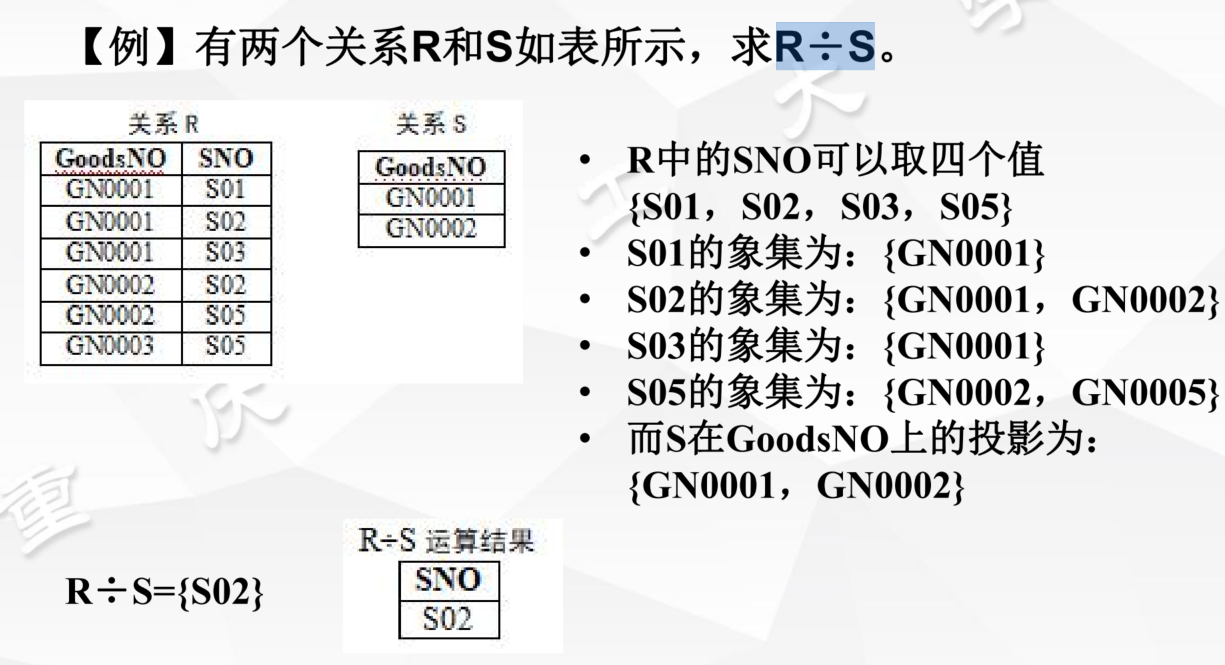 【例】有两个关系R和S如表所示，求R÷S。
关系 R
GoodsNO SNO
GN0001 S01
GN0001 S02
GN0001 S03
GN0002 S02
GN0002 S05
GN0003 S05
关系 S
GoodsNO
GN0001
GN0002
• R中的SNO可以取四个值
{S01，S02，S03，S05}
• S01的象集为：{GN0001}
• S02的象集为：{GN0001，GN0002}
• S03的象集为：{GN0001}
• S05的象集为：{GN0002，GN0005}
• 而S在GoodsNO上的投影为：
{GN0001，GN0002}
R÷S={S02}
R÷S 运算结果
SNO
S02
重庆工大学